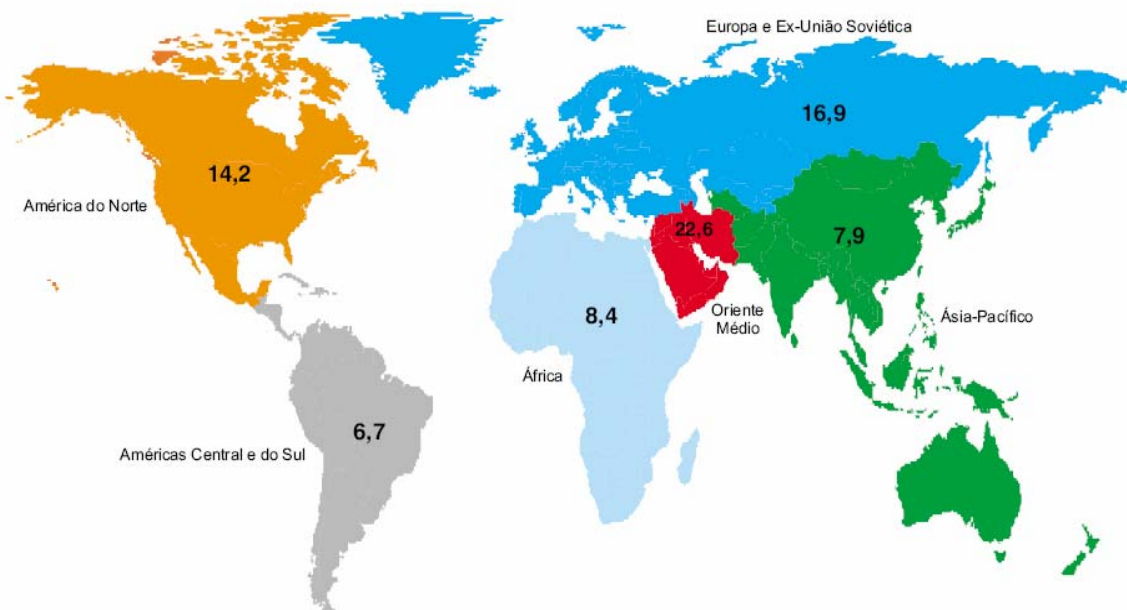 Europa e Ex-União Soviética
16,9
14,2
América do Norte
22,6
7,9
Oriente
Médio
8,4
Ásia-Pacífico
África
6,7
Américas Central e do Sul